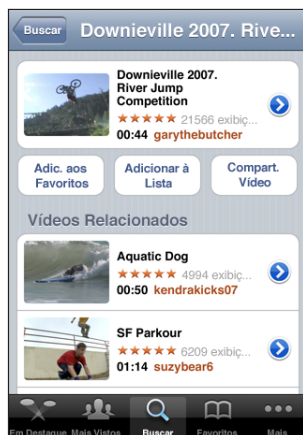 Buscar
Downieville 2007. Rive...
Downieville 2007.
River Jump
Competition
21566 exibiç...
00:44 garythebutcher
Adic. aos
Favoritos
Adicionar à
Lista
Compart.
Vídeo
Vídeos Relacionados
Aquatic Dog
4994 exibiç...
00:50 kendrakicks07
SF Parkour
6209 exibiç...
01:14 suzybear6
Em Destaque
Mais Vistos
Buscar
Favoritos
Mais